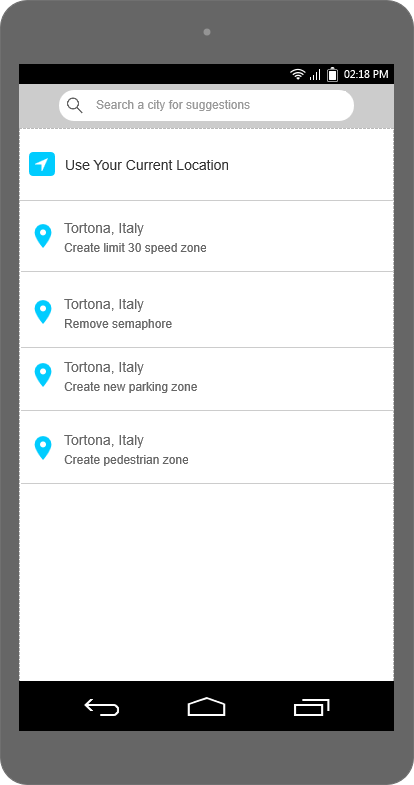 02:18 PM
Search a city for suggestions
Use Your Current Location
Tortona, Italy
Create limit 30 speed zone
Tortona, Italy
Remove semaphore
Tortona, Italy
Create new parking zone
Tortona, Italy
Create pedestrian zone